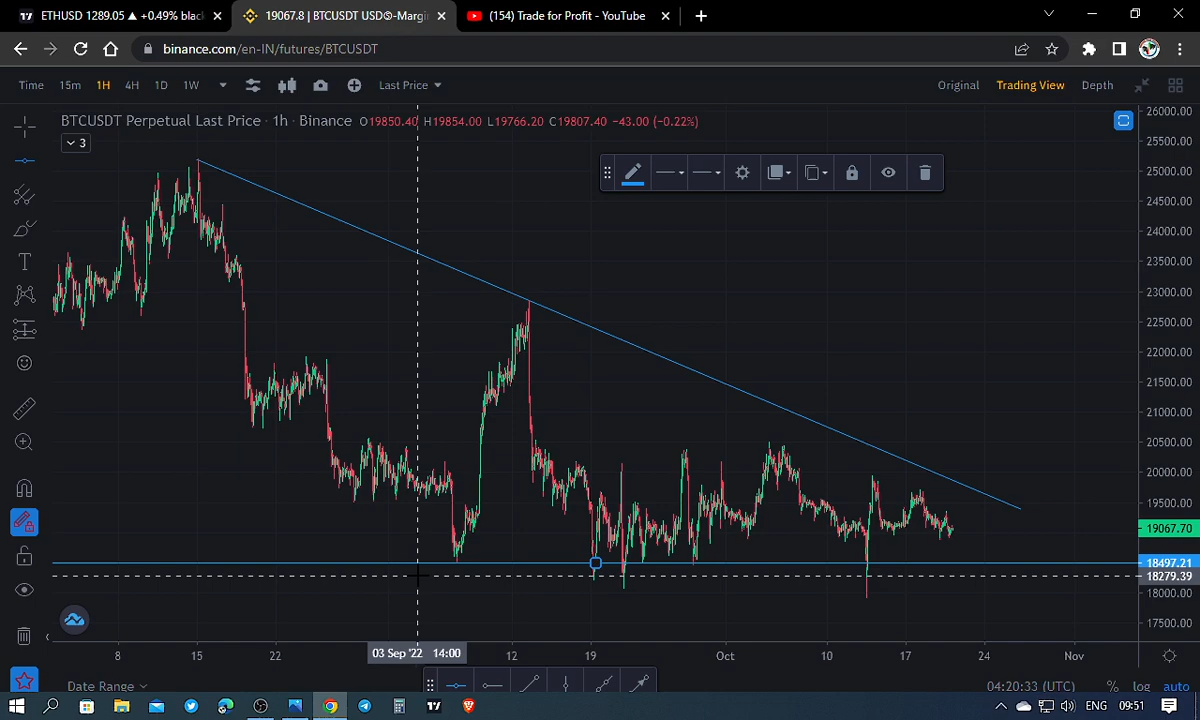 ETHUSD 1289.05 ▲ +0.49% black
19067.8 | BTCUSDT USDⓈ-Margin
(154) Trade for Profit - YouTube
binance.com/en-IN/futures/BTCUSDT
Time 15m 1H 4H 1D 1W Last Price Original Trading View Depth
BTCUSDT Perpetual Last Price · 1h · Binance O19850.40 H19854.00 L19766.20 C19807.40 -43.00 (-0.22%)
3
26000.00
25500.00
25000.00
24500.00
24000.00
23500.00
23000.00
22500.00
22000.00
21500.00
21000.00
20500.00
20000.00
19500.00
19067.70
18497.21
18279.39
18000.00
17500.00
8 15 22 03 Sep '22 14:00 12 19 Oct 10 17 24 Nov
Date Range 04:20:33 (UTC) % log auto
ENG 09:51